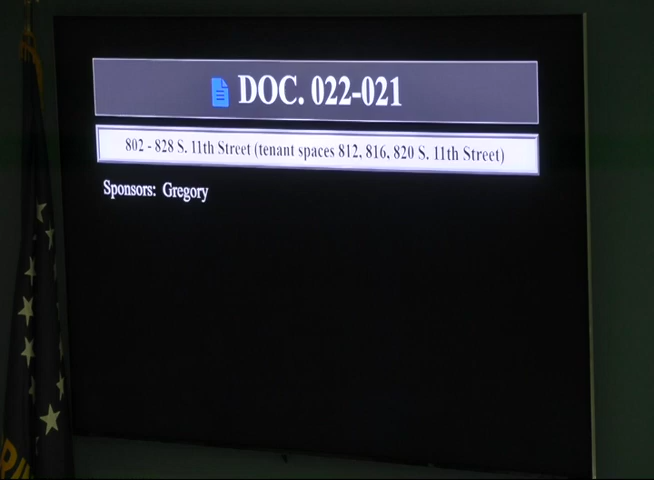 DOC. 022-021
802 - 828 S. 11th Street (tenant spaces 812, 816, 820 S. 11th Street)
Sponsors: Gregory